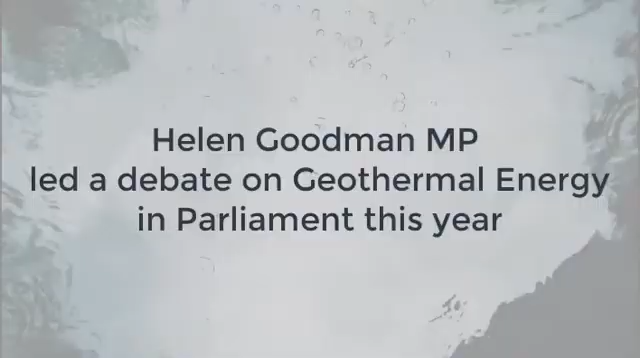 Helen Goodman MP
led a debate on Geothermal Energy
in Parliament this year